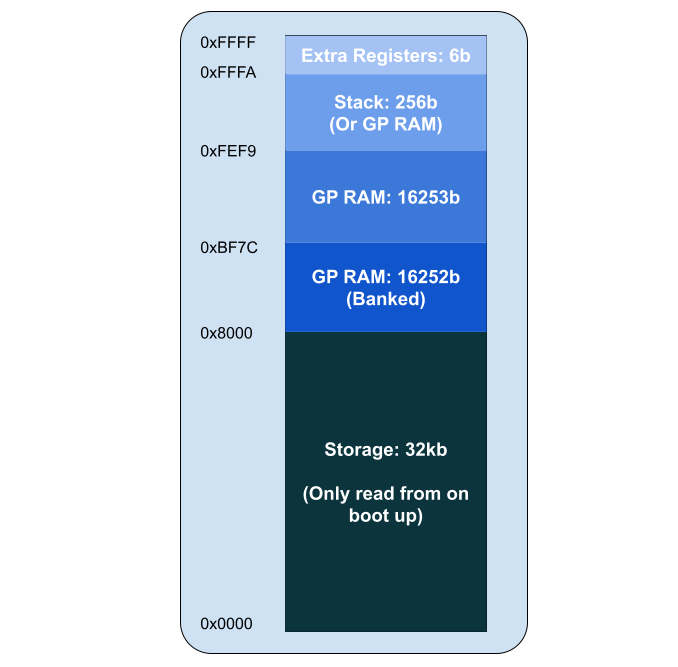 0xFFFF
Extra Registers: 6b
0xFFFA
Stack: 256b
(Or GP RAM)
0xFEF9
GP RAM: 16253b
0xBF7C
GP RAM: 16252b
(Banked)
0x8000
Storage: 32kb
(Only read from on
boot up)
0x0000